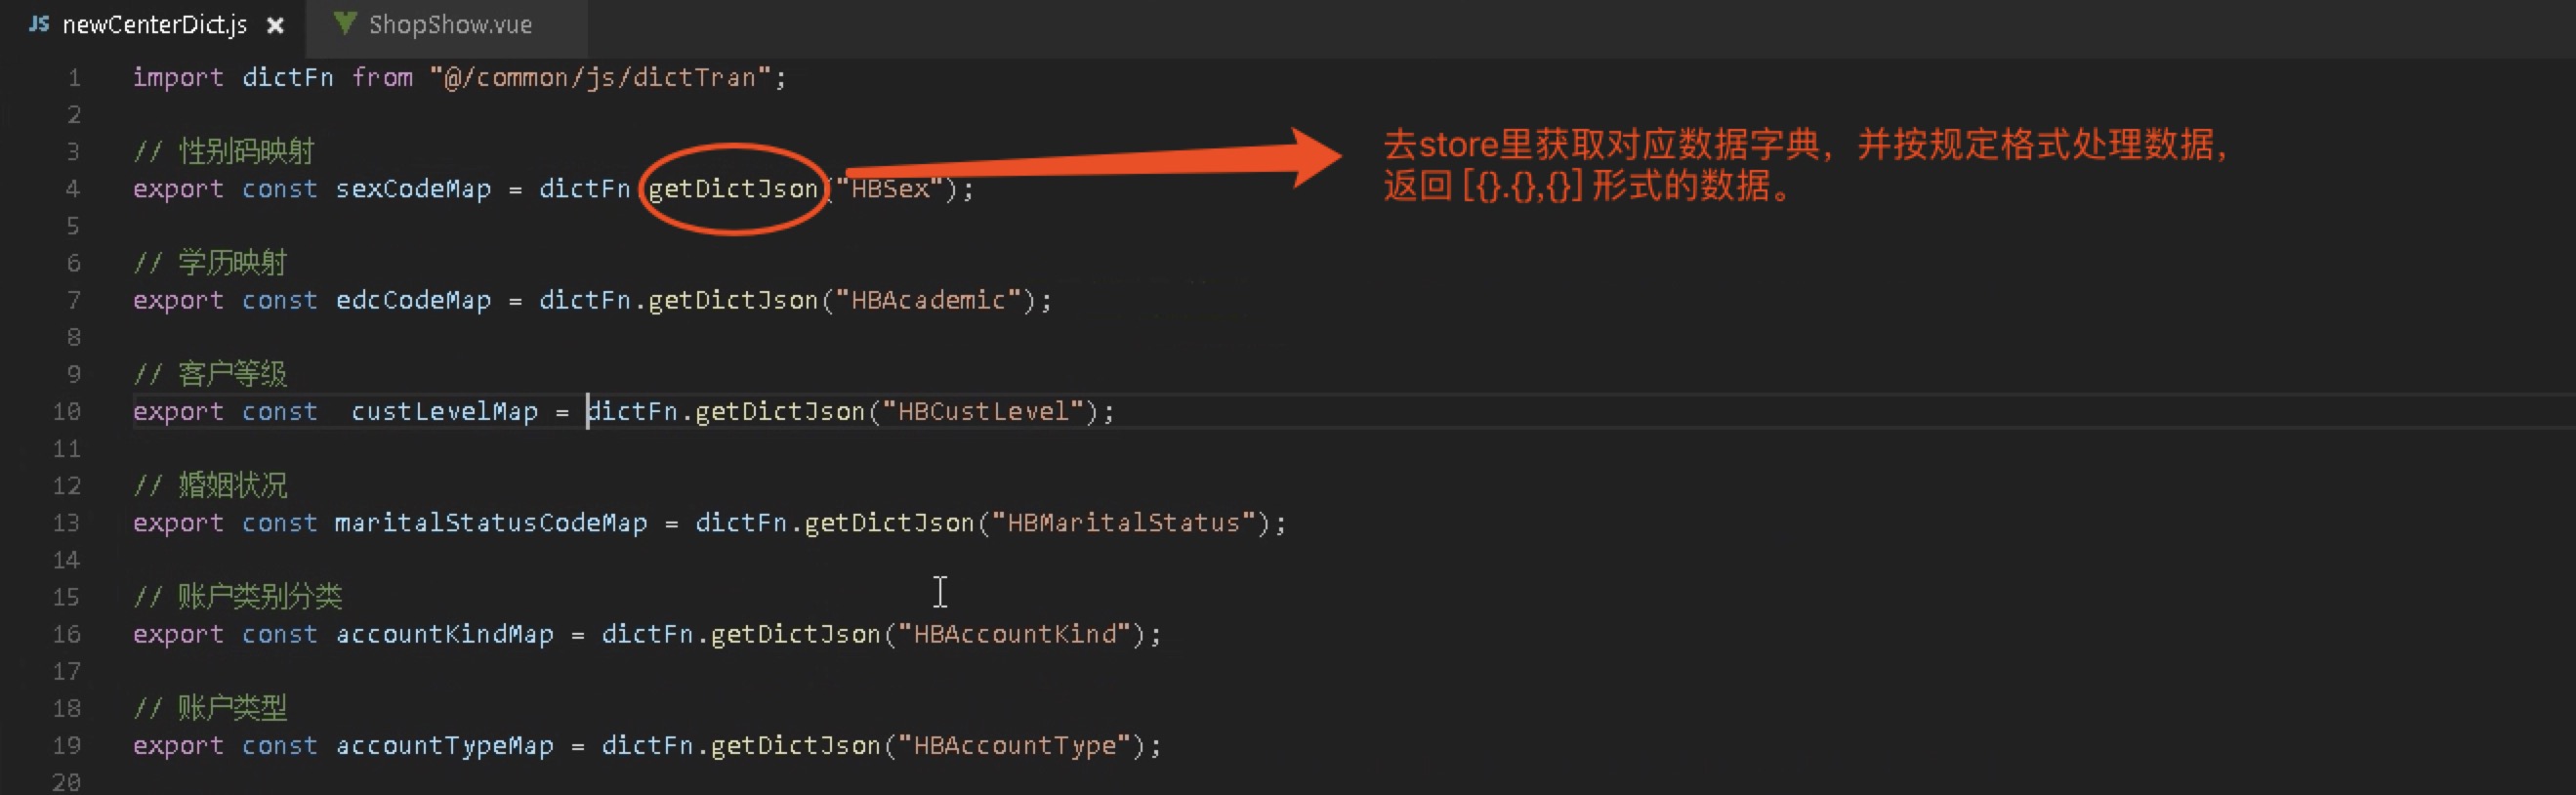 JS newCenterDict.js × ShopShow.vue
1 import dictFn from "@/common/js/dictTran";
2
3 // 性别码映射
4 export const sexCodeMap = dictFn.getDictJson("HBSex");
去store里获取对应数据字典，并按规定格式处理数据，
返回 [{}.{},{}] 形式的数据。
5
6 // 学历映射
7 export const edcCodeMap = dictFn.getDictJson("HBAcademic");
8
9 // 客户等级
10 export const  custLevelMap = dictFn.getDictJson("HBCustLevel");
11
12 // 婚姻状况
13 export const maritalStatusCodeMap = dictFn.getDictJson("HBMaritalStatus");
14
15 // 账户类别分类
16 export const accountKindMap = dictFn.getDictJson("HBAccountKind");
17
18 // 账户类型
19 export const accountTypeMap = dictFn.getDictJson("HBAccountType");
20